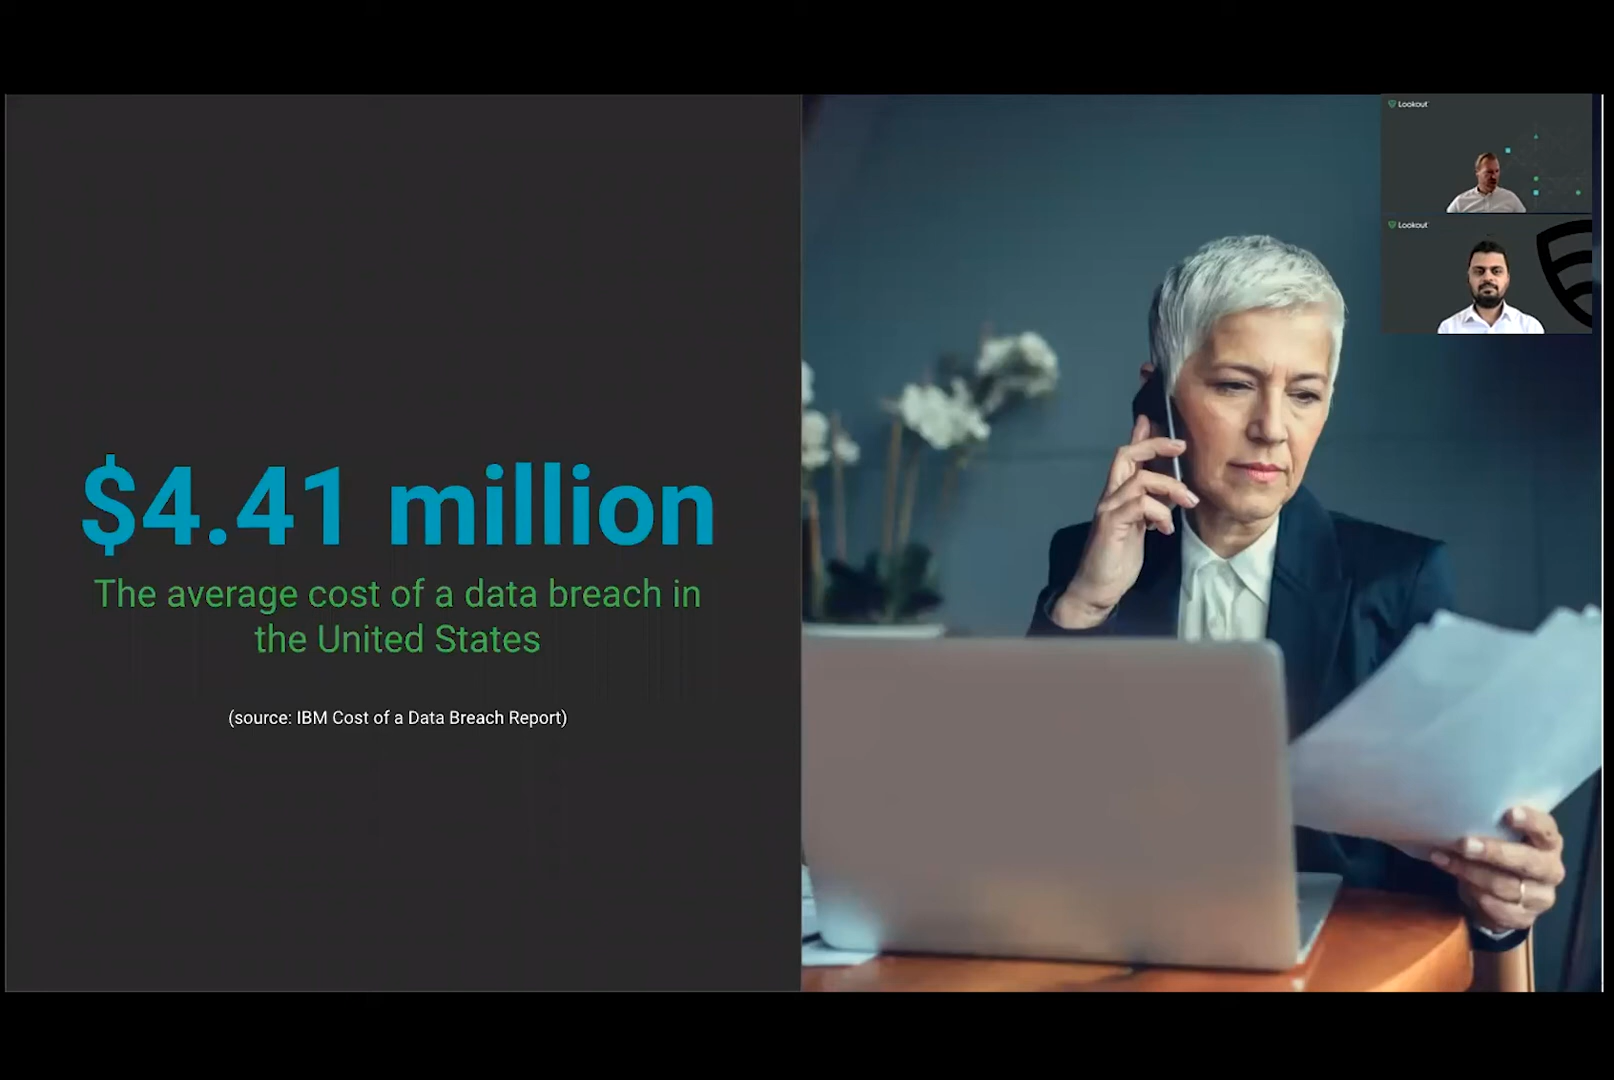 $4.41 million
The average cost of a data breach in
the United States
(source: IBM Cost of a Data Breach Report)
Lookout
Lookout